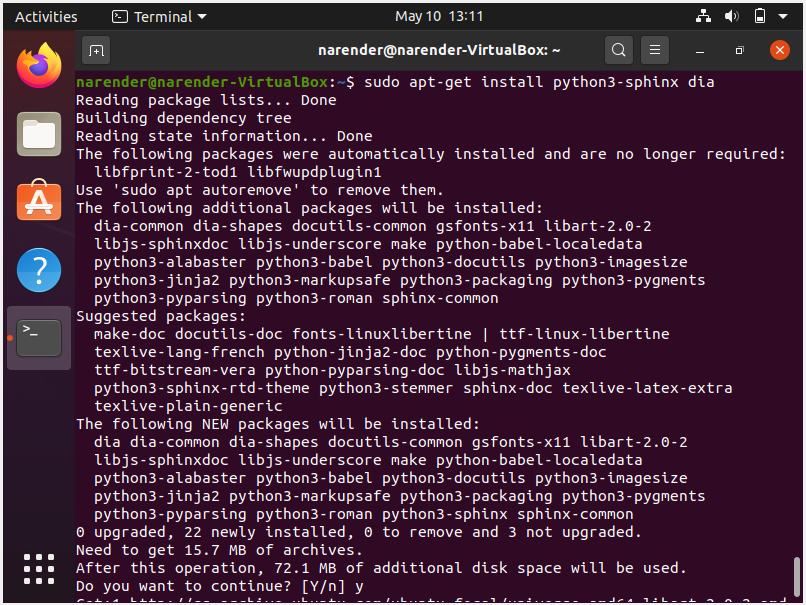 Activities Terminal May 10 13:11
narender@narender-VirtualBox: ~
narender@narender-VirtualBox:~$ sudo apt-get install python3-sphinx dia
Reading package lists... Done
Building dependency tree
Reading state information... Done
The following packages were automatically installed and are no longer required:
libfprint-2-tod1 libfwupdplugin1
Use 'sudo apt autoremove' to remove them.
The following additional packages will be installed:
dia-common dia-shapes docutils-common gsfonts-x11 libart-2.0-2
libjs-sphinxdoc libjs-underscore make python-babel-localedata
python3-alabaster python3-babel python3-docutils python3-imagesize
python3-jinja2 python3-markupsafe python3-packaging python3-pygments
python3-pyparsing python3-roman sphinx-common
Suggested packages:
make-doc docutils-doc fonts-linuxlibertine | ttf-linux-libertine
texlive-lang-french python-jinja2-doc python-pygments-doc
ttf-bitstream-vera python-pyparsing-doc libjs-mathjax
python3-sphinx-rtd-theme python3-stemmer sphinx-doc texlive-latex-extra
texlive-plain-generic
The following NEW packages will be installed:
dia dia-common dia-shapes docutils-common gsfonts-x11 libart-2.0-2
libjs-sphinxdoc libjs-underscore make python-babel-localedata
python3-alabaster python3-babel python3-docutils python3-imagesize
python3-jinja2 python3-markupsafe python3-packaging python3-pygments
python3-pyparsing python3-roman python3-sphinx sphinx-common
0 upgraded, 22 newly installed, 0 to remove and 3 not upgraded.
Need to get 15.7 MB of archives.
After this operation, 72.1 MB of additional disk space will be used.
Do you want to continue? [Y/n] y